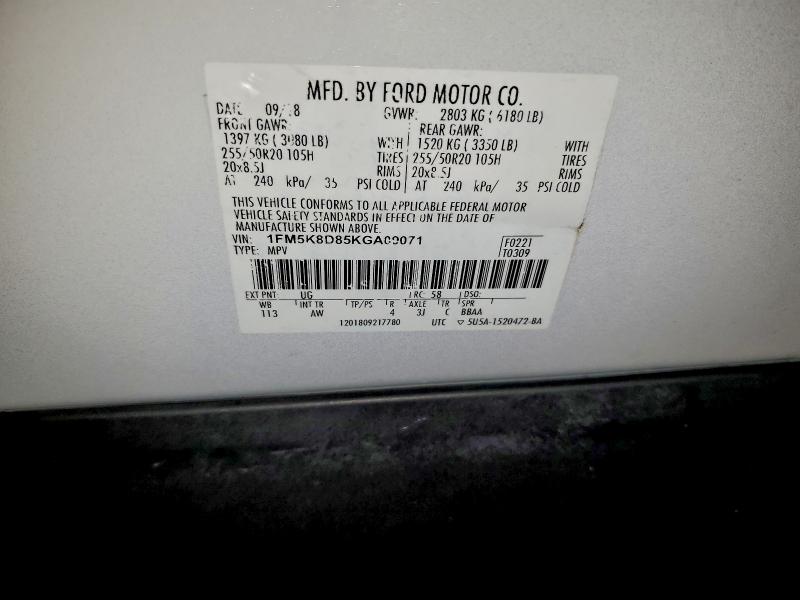 MFD. BY FORD MOTOR CO.
DATE 09/18 GVWR: 2803 KG ( 6180 LB)
FRONT GAWR: REAR GAWR:
1397 KG ( 3080 LB) WITH 1520 KG ( 3350 LB) WITH
255/50R20 105H TIRES 255/50R20 105H TIRES
20x8.5J RIMS 20x8.5J RIMS
AT 240 kPa/ 35 PSI COLD AT 240 kPa/ 35 PSI COLD
THIS VEHICLE CONFORMS TO ALL APPLICABLE FEDERAL MOTOR
VEHICLE SAFETY STANDARDS IN EFFECT ON THE DATE OF
MANUFACTURE SHOWN ABOVE.
VIN:
TYPE: MPV
F0221
T0309
EXT PNT: UG RC: 58 DSO:
WB INT TR TP/PS R AXLE TR SPR
113 AW 4 3J C BBAA
1201809217780 UTC ▽ 5U5A-1520472-BA